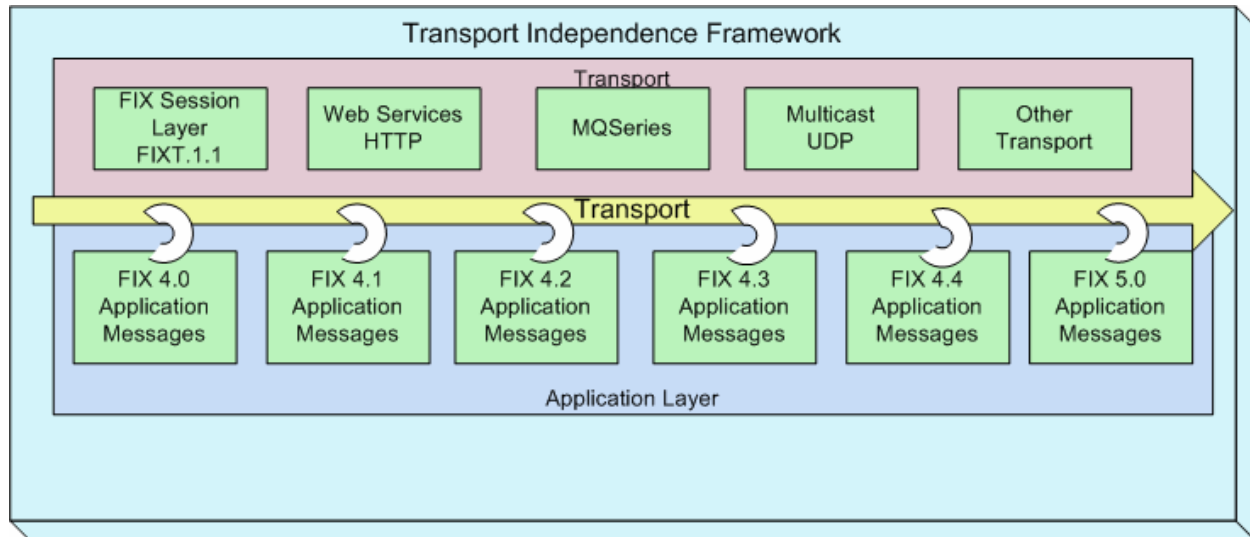 Transport Independence Framework
Transport
FIX Session
Layer
FIXT.1.1
Web Services
HTTP
MQSeries
Multicast
UDP
Other
Transport
Transport
FIX 4.0
Application
Messages
FIX 4.1
Application
Messages
FIX 4.2
Application
Messages
FIX 4.3
Application
Messages
FIX 4.4
Application
Messages
FIX 5.0
Application
Messages
Application Layer